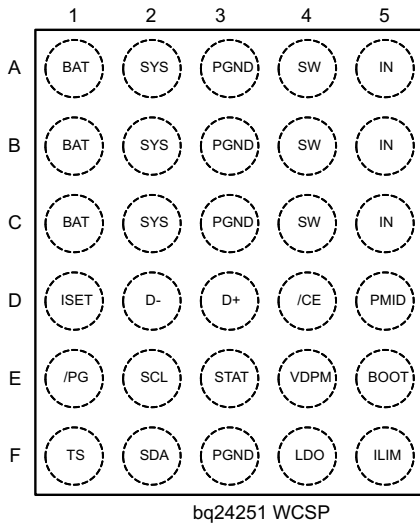 1 2 3 4 5
A BAT SYS PGND SW IN
B BAT SYS PGND SW IN
C BAT SYS PGND SW IN
D ISET D- D+ /CE PMID
E /PG SCL STAT VDPM BOOT
F TS SDA PGND LDO ILIM
bq24251 WCSP